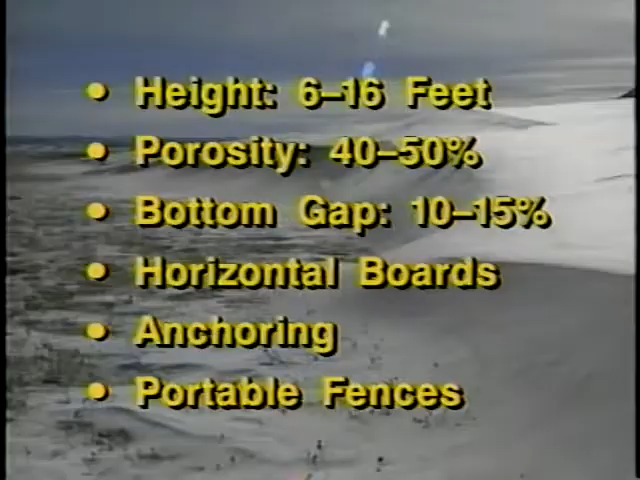 • Height: 6–16 Feet
• Porosity: 40–50%
• Bottom Gap: 10–15%
• Horizontal Boards
• Anchoring
• Portable Fences